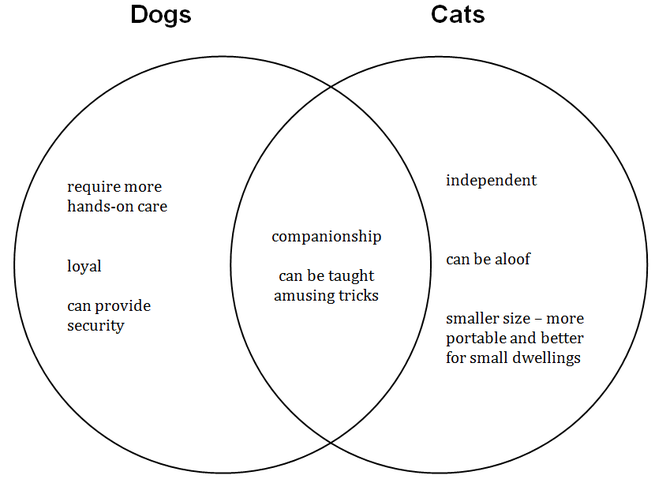 Dogs
Cats
require more
hands-on care
loyal
can provide
security
companionship
can be taught
amusing tricks
independent
can be aloof
smaller size – more
portable and better
for small dwellings